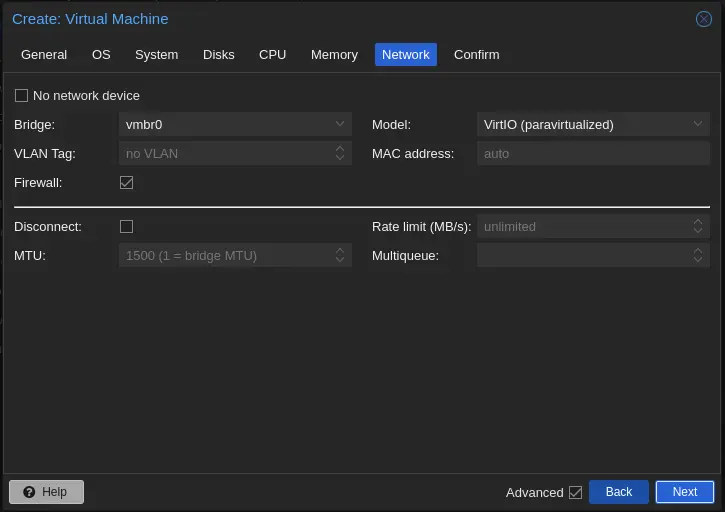 Create: Virtual Machine
General OS System Disks CPU Memory Network Confirm
No network device
Bridge: vmbr0 Model: VirtIO (paravirtualized)
VLAN Tag: no VLAN MAC address: auto
Firewall:
Disconnect: Rate limit (MB/s): unlimited
MTU: 1500 (1 = bridge MTU) Multiqueue:
Help Advanced Back Next